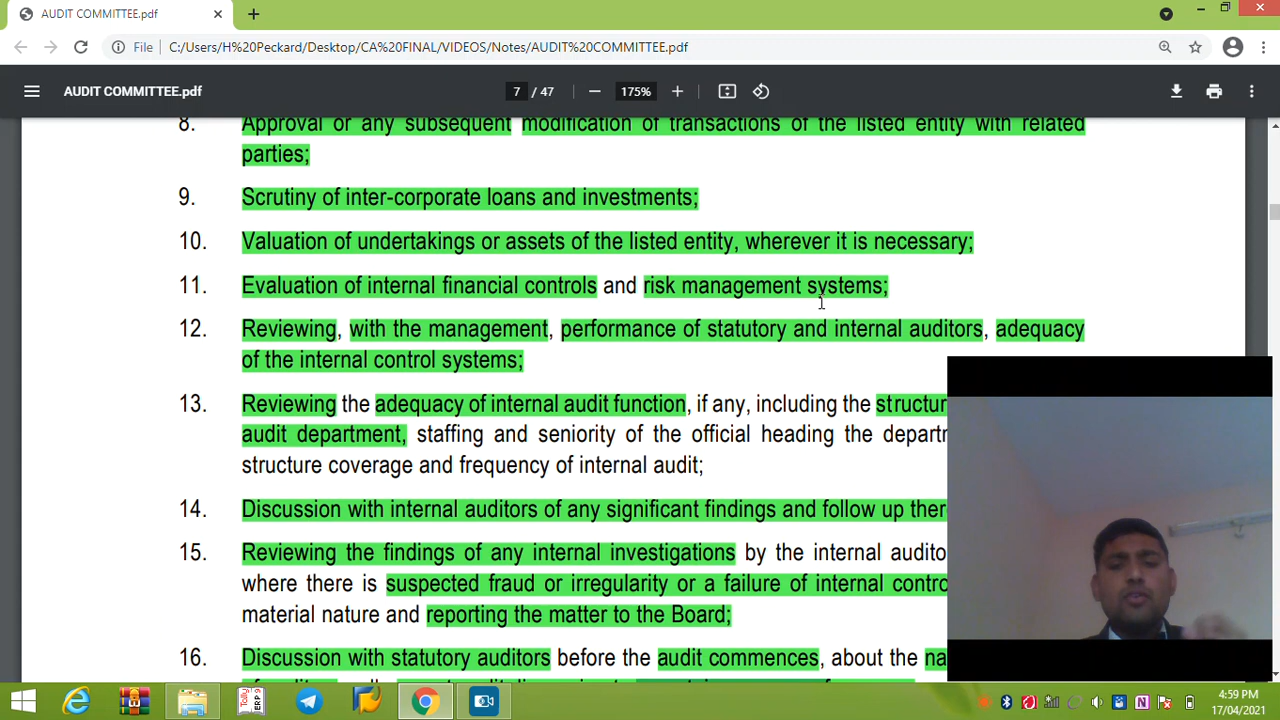 AUDIT COMMITTEE.pdf
File C:/Users/H%20Peckard/Desktop/CA%20FINAL/VIDEOS/Notes/AUDIT%20COMMITTEE.pdf
AUDIT COMMITTEE.pdf 7 / 47 175%
8. Approval or any subsequent modification of transactions of the listed entity with related
parties;
9. Scrutiny of inter-corporate loans and investments;
10. Valuation of undertakings or assets of the listed entity, wherever it is necessary;
11. Evaluation of internal financial controls and risk management systems;
12. Reviewing, with the management, performance of statutory and internal auditors, adequacy
of the internal control systems;
13. Reviewing the adequacy of internal audit function, if any, including the
audit department, staffing and seniority of the official heading the
structure coverage and frequency of internal audit;
14. Discussion with internal auditors of any significant findings and follow up
15. Reviewing the findings of any internal investigations by the internal
where there is suspected fraud or irregularity or a failure of internal
material nature and reporting the matter to the Board;
16. Discussion with statutory auditors before the audit commences, about the
Tally
ERP 9
4:59 PM
17/04/2021